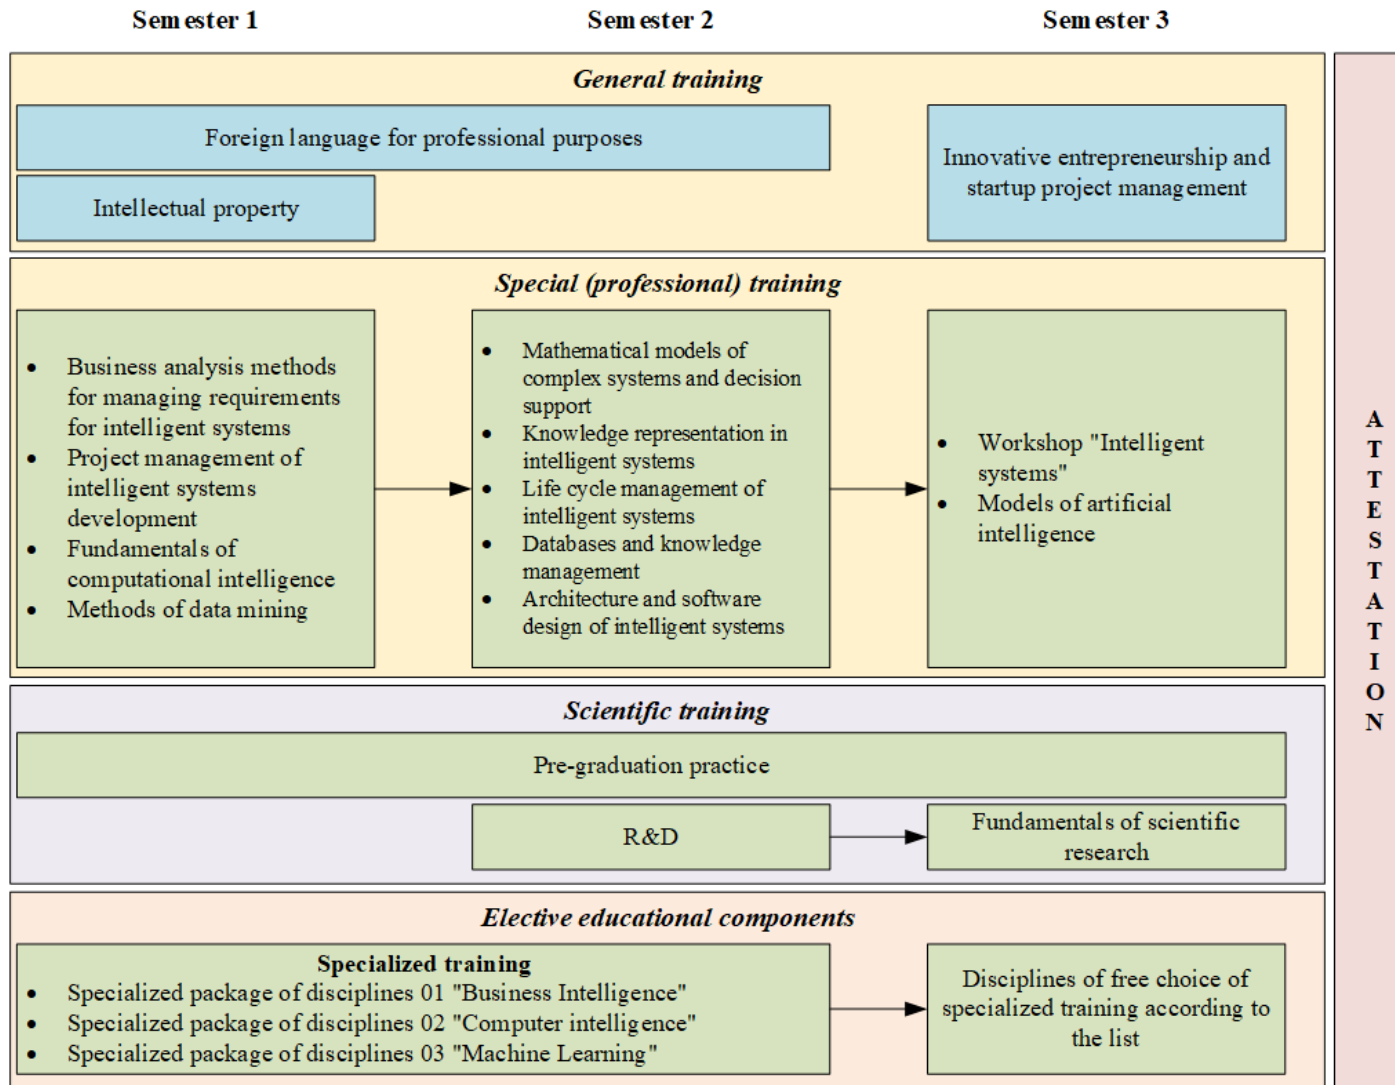 Semester 1
Semester 2
Semester 3
General training
Foreign language for professional purposes
Intellectual property
Innovative entrepreneurship and
startup project management
Special (professional) training
• Business analysis methods
for managing requirements
for intelligent systems
• Project management of
intelligent systems
development
• Fundamentals of
computational intelligence
• Methods of data mining
• Mathematical models of
complex systems and decision
support
• Knowledge representation in
intelligent systems
• Life cycle management of
intelligent systems
• Databases and knowledge
management
• Architecture and software
design of intelligent systems
• Workshop "Intelligent
systems"
• Models of artificial
intelligence
Scientific training
Pre-graduation practice
R&D
Fundamentals of scientific
research
Elective educational components
Specialized training
• Specialized package of disciplines 01 "Business Intelligence"
• Specialized package of disciplines 02 "Computer intelligence"
• Specialized package of disciplines 03 "Machine Learning"
Disciplines of free choice of
specialized training according to
the list
ATTESTATION